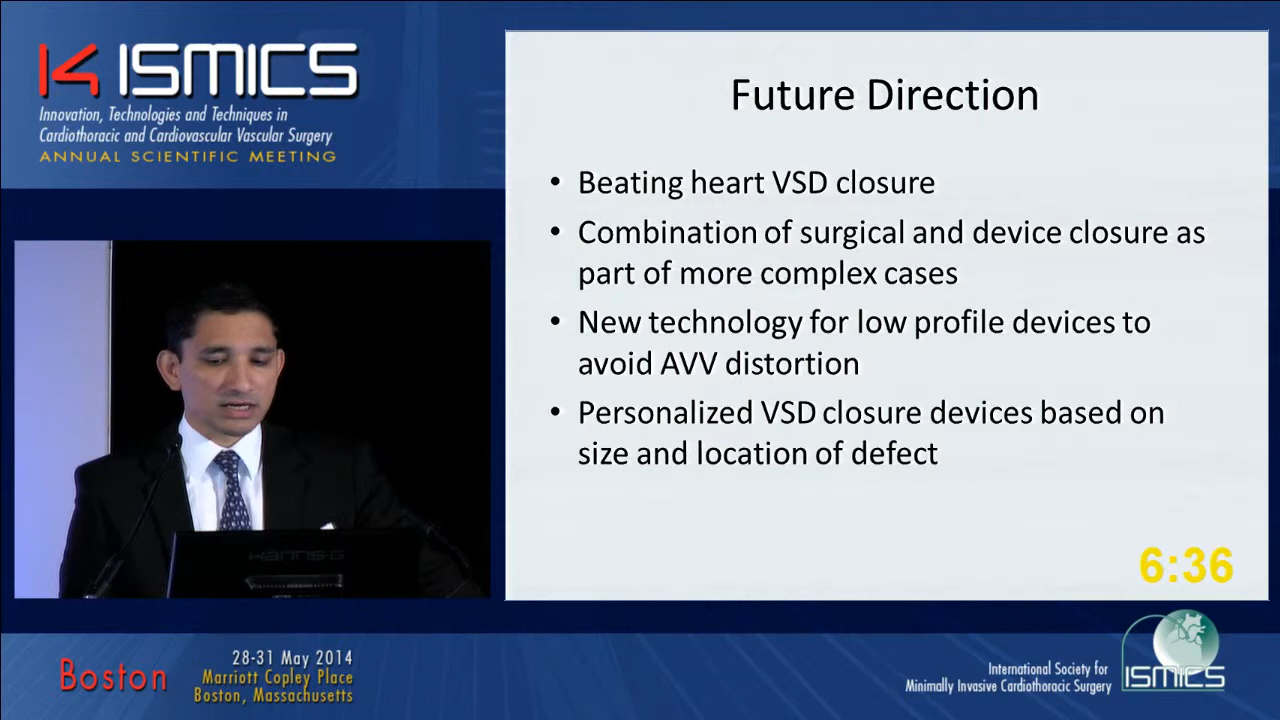 14 ISMICS
Innovation, Technologies and Techniques in
Cardiothoracic and Cardiovascular Vascular Surgery
ANNUAL SCIENTIFIC MEETING
Future Direction
• Beating heart VSD closure
• Combination of surgical and device closure as
part of more complex cases
• New technology for low profile devices to
avoid AVV distortion
• Personalized VSD closure devices based on
size and location of defect
6:36
HANNS-G
Boston
28-31 May 2014
Marriott Copley Place
Boston, Massachusetts
International Society for
Minimally Invasive Cardiothoracic Surgery
ISMICS